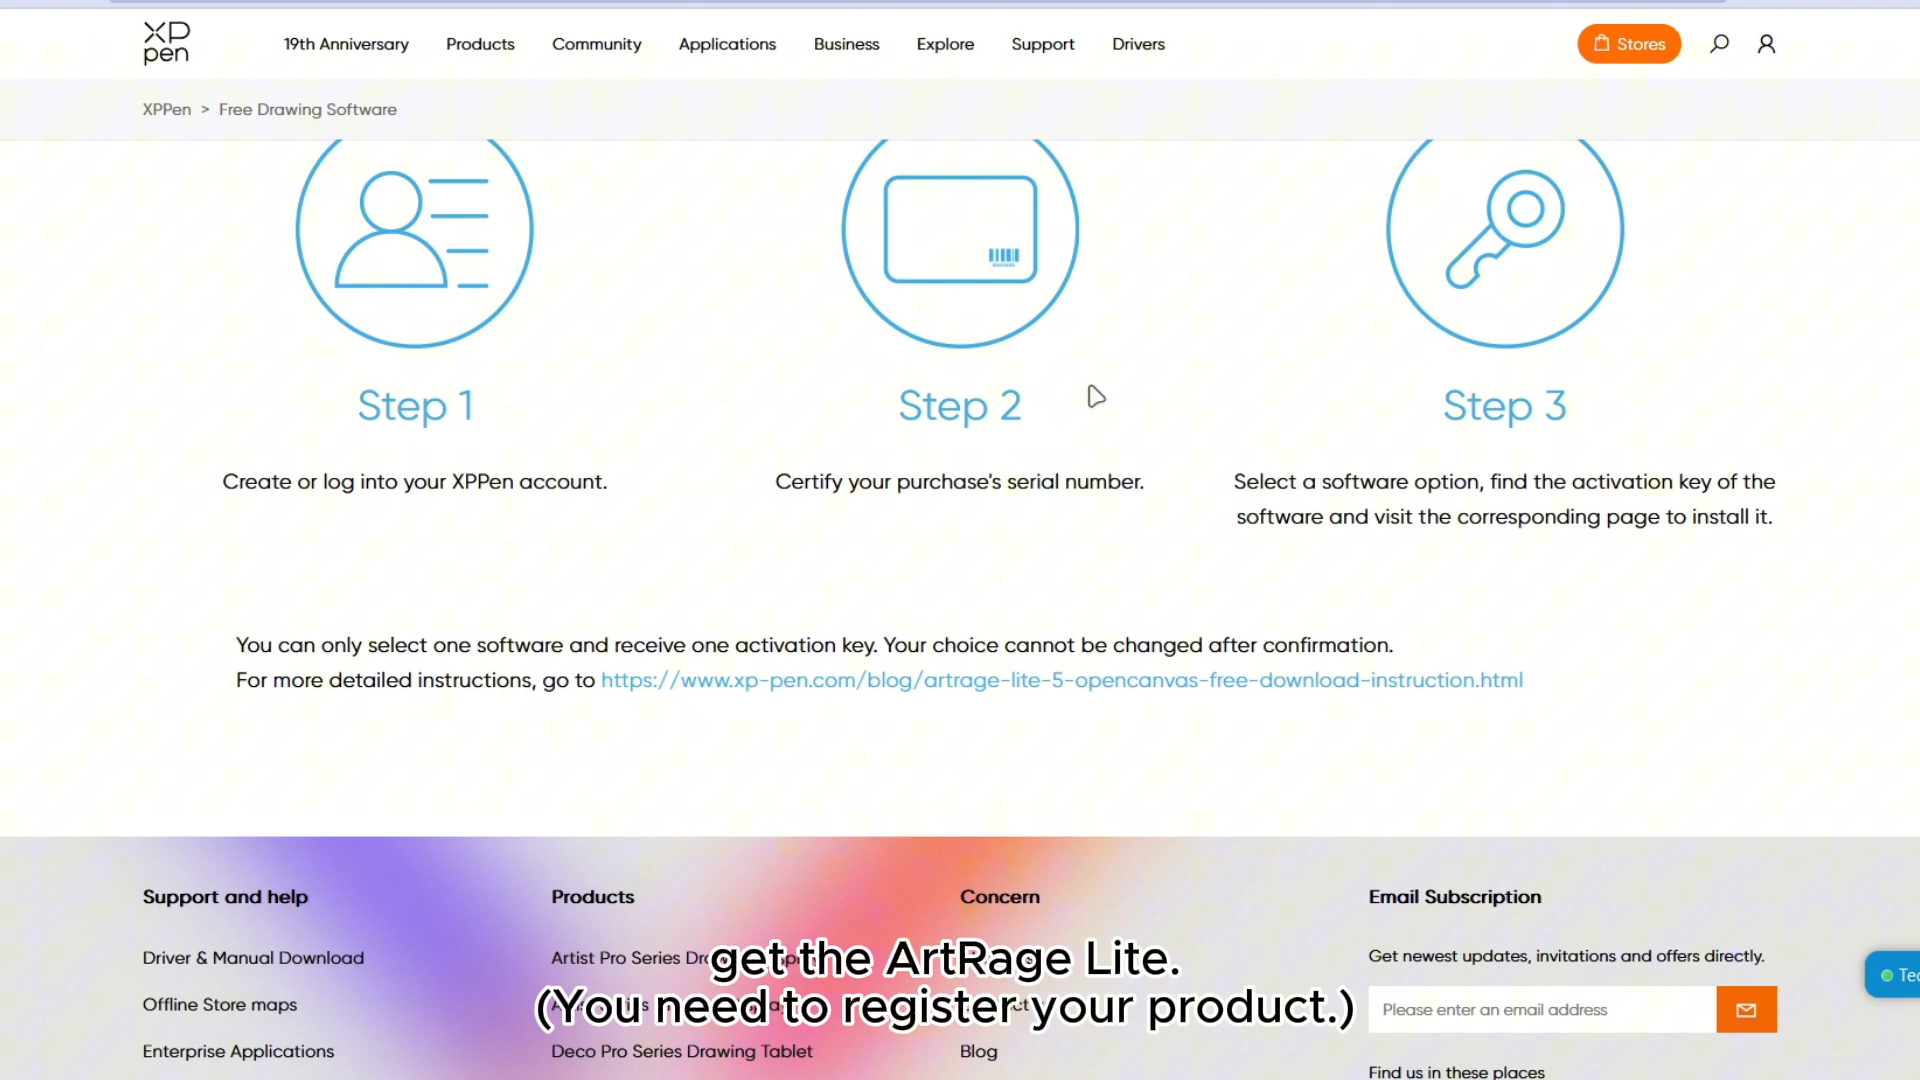 XP
pen
19th Anniversary
Products
Community
Applications
Business
Explore
Support
Drivers
Stores
XPPen > Free Drawing Software
Step 1
Create or log into your XPPen account.
Step 2
Certify your purchase's serial number.
Step 3
Select a software option, find the activation key of the
software and visit the corresponding page to install it.
You can only select one software and receive one activation key. Your choice cannot be changed after confirmation.
For more detailed instructions, go to https://www.xp-pen.com/blog/artrage-lite-5-opencanvas-free-download-instruction.html
Support and help
Driver & Manual Download
Offline Store maps
Enterprise Applications
Products
Artist Pro Series
Deco Pro Series Drawing Tablet
Concern
Blog
Email Subscription
Get newest updates, invitations and offers directly.
Please enter an email address
Find us in these places
get the ArtRage Lite.
(You need to register your product.)